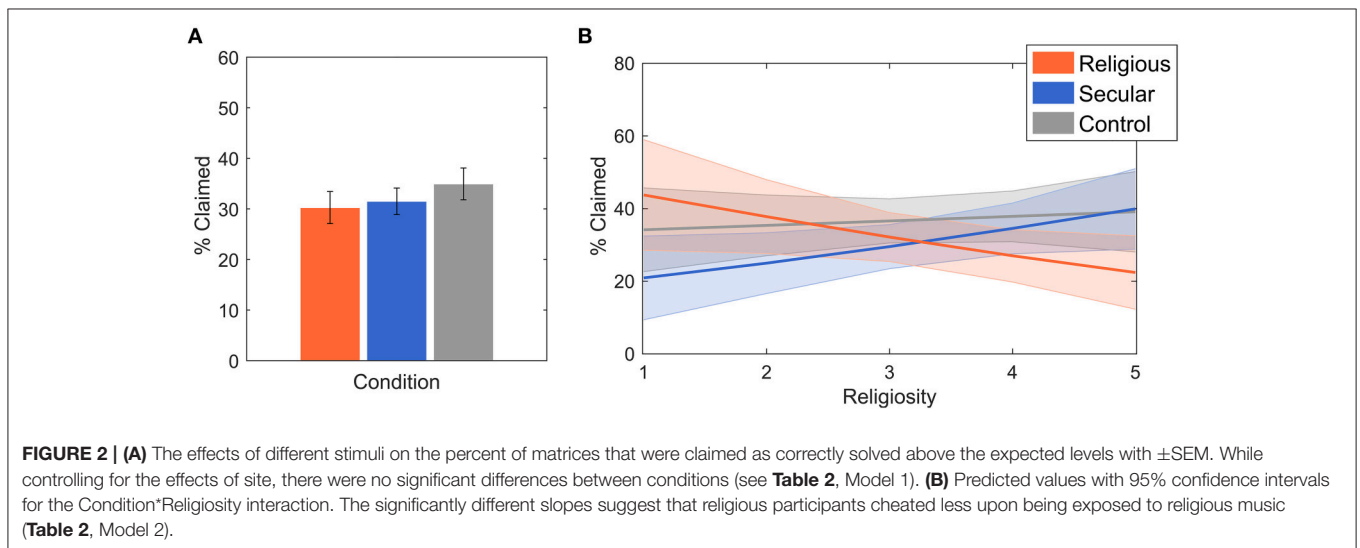 A
60
50
40
30
20
10
0
% Claimed
Condition
B
80
60
40
20
0
% Claimed
1 2 3 4 5
Religiosity
Religious
Secular
Control
FIGURE 2 | (A) The effects of different stimuli on the percent of matrices that were claimed as correctly solved above the expected levels with ±SEM. While
controlling for the effects of site, there were no significant differences between conditions (see Table 2, Model 1). (B) Predicted values with 95% confidence intervals
for the Condition*Religiosity interaction. The significantly different slopes suggest that religious participants cheated less upon being exposed to religious music
(Table 2, Model 2).